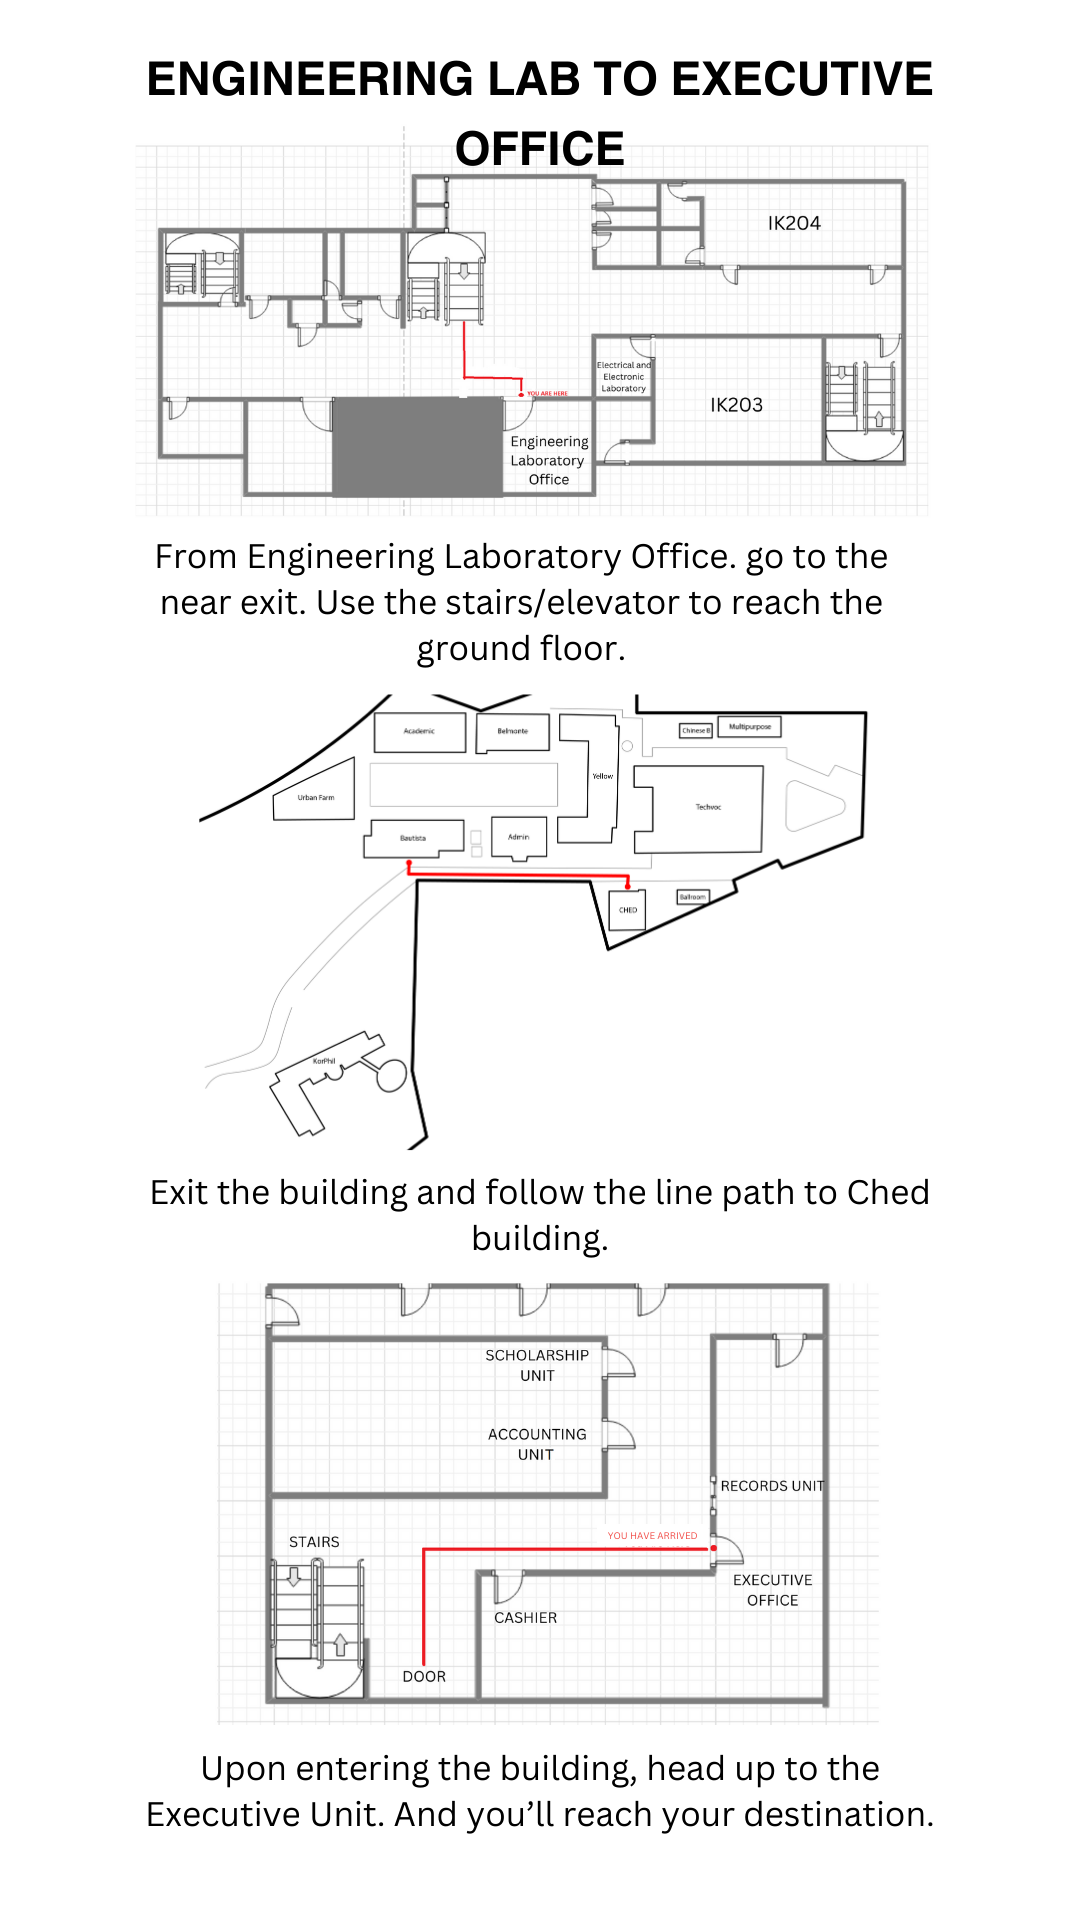 ENGINEERING LAB TO EXECUTIVE
OFFICE
IK204
Electrical and
Electronic
Laboratory
YOU ARE HERE
IK203
Engineering
Laboratory
Office
From Engineering Laboratory Office. go to the
near exit. Use the stairs/elevator to reach the
ground floor.
Academic
Belmonte
Chinese B
Multipurpose
Yellow
Urban Farm
Techvoc
Bautista
Admin
CHED
Ballroom
KorPhil
Exit the building and follow the line path to Ched
building.
SCHOLARSHIP
UNIT
ACCOUNTING
UNIT
RECORDS UNIT
STAIRS
YOU HAVE ARRIVED
EXECUTIVE
OFFICE
CASHIER
DOOR
Upon entering the building, head up to the
Executive Unit. And you’ll reach your destination.